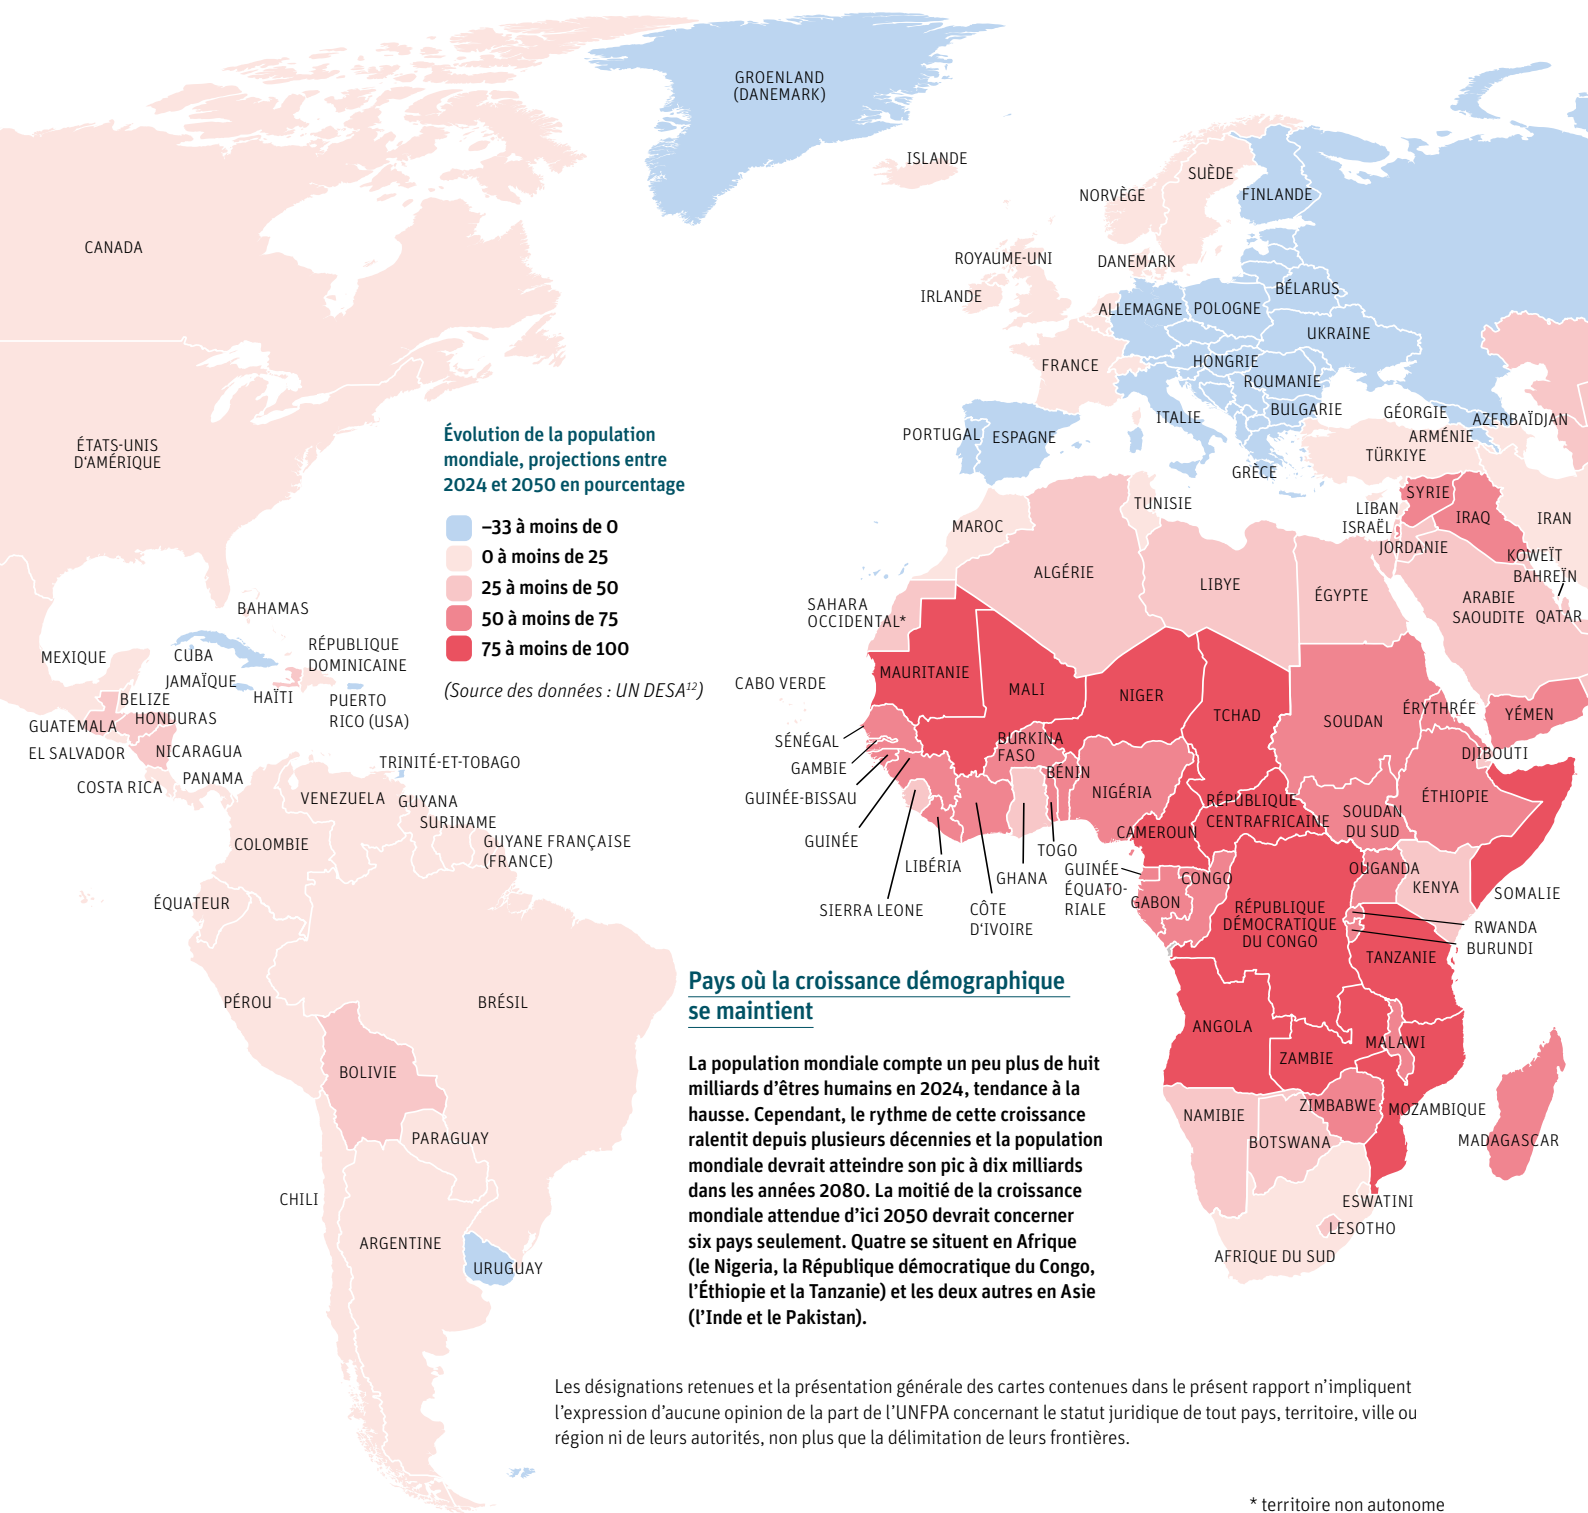 GROENLAND
(DANEMARK)
ISLANDE
SUÈDE
NORVÈGE
FINLANDE
CANADA
ROYAUME-UNI
DANEMARK
IRLANDE
BÉLARUS
ALLEMAGNE
POLOGNE
UKRAINE
FRANCE
HONGRIE
ROUMANIE
BULGARIE
ITALIE
GÉORGIE
AZERBAÏDJAN
PORTUGAL
ESPAGNE
ARMÉNIE
TÜRKIYE
GRÈCE
ÉTATS-UNIS
D'AMÉRIQUE
Évolution de la population
mondiale, projections entre
2024 et 2050 en pourcentage
–33 à moins de 0
0 à moins de 25
25 à moins de 50
50 à moins de 75
75 à moins de 100
(Source des données : UN DESA12)
SYRIE
TUNISIE
LIBAN
ISRAËL
IRAQ
IRAN
MAROC
JORDANIE
KOWEÏT
BAHREÏN
ALGÉRIE
LIBYE
ÉGYPTE
ARABIE
SAOUDITE
QATAR
SAHARA
OCCIDENTAL*
BAHAMAS
MEXIQUE
CUBA
RÉPUBLIQUE
DOMINICAINE
JAMAÏQUE
HAÏTI
BELIZE
PUERTO
RICO (USA)
HONDURAS
GUATEMALA
EL SALVADOR
NICARAGUA
COSTA RICA
PANAMA
TRINITÉ-ET-TOBAGO
VENEZUELA
GUYANA
SURINAME
GUYANE FRANÇAISE
(FRANCE)
COLOMBIE
ÉQUATEUR
PÉROU
BRÉSIL
BOLIVIE
PARAGUAY
CHILI
ARGENTINE
URUGUAY
MAURITANIE
CABO VERDE
MALI
NIGER
TCHAD
SOUDAN
ÉRYTHRÉE
YÉMEN
SÉNÉGAL
BURKINA
FASO
DJIBOUTI
GAMBIE
BÉNIN
GUINÉE-BISSAU
NIGÉRIA
RÉPUBLIQUE
CENTRAFRICAINE
SOUDAN
DU SUD
ÉTHIOPIE
GUINÉE
CAMEROUN
LIBÉRIA
TOGO
GHANA
GUINÉE
ÉQUATO-
RIALE
CONGO
OUGANDA
KENYA
SOMALIE
SIERRA LEONE
CÔTE
D'IVOIRE
GABON
RÉPUBLIQUE
DÉMOCRATIQUE
DU CONGO
RWANDA
BURUNDI
TANZANIE
ANGOLA
MALAWI
ZAMBIE
ZIMBABWE
MOZAMBIQUE
NAMIBIE
BOTSWANA
MADAGASCAR
ESWATINI
LESOTHO
AFRIQUE DU SUD
Pays où la croissance démographique
se maintient
La population mondiale compte un peu plus de huit
milliards d'êtres humains en 2024, tendance à la
hausse. Cependant, le rythme de cette croissance
ralentit depuis plusieurs décennies et la population
mondiale devrait atteindre son pic à dix milliards
dans les années 2080. La moitié de la croissance
mondiale attendue d'ici 2050 devrait concerner
six pays seulement. Quatre se situent en Afrique
(le Nigeria, la République démocratique du Congo,
l'Éthiopie et la Tanzanie) et les deux autres en Asie
(l'Inde et le Pakistan).
Les désignations retenues et la présentation générale des cartes contenues dans le présent rapport n'impliquent
l'expression d'aucune opinion de la part de l'UNFPA concernant le statut juridique de tout pays, territoire, ville ou
région ni de leurs autorités, non plus que la délimitation de leurs frontières.
* territoire non autonome